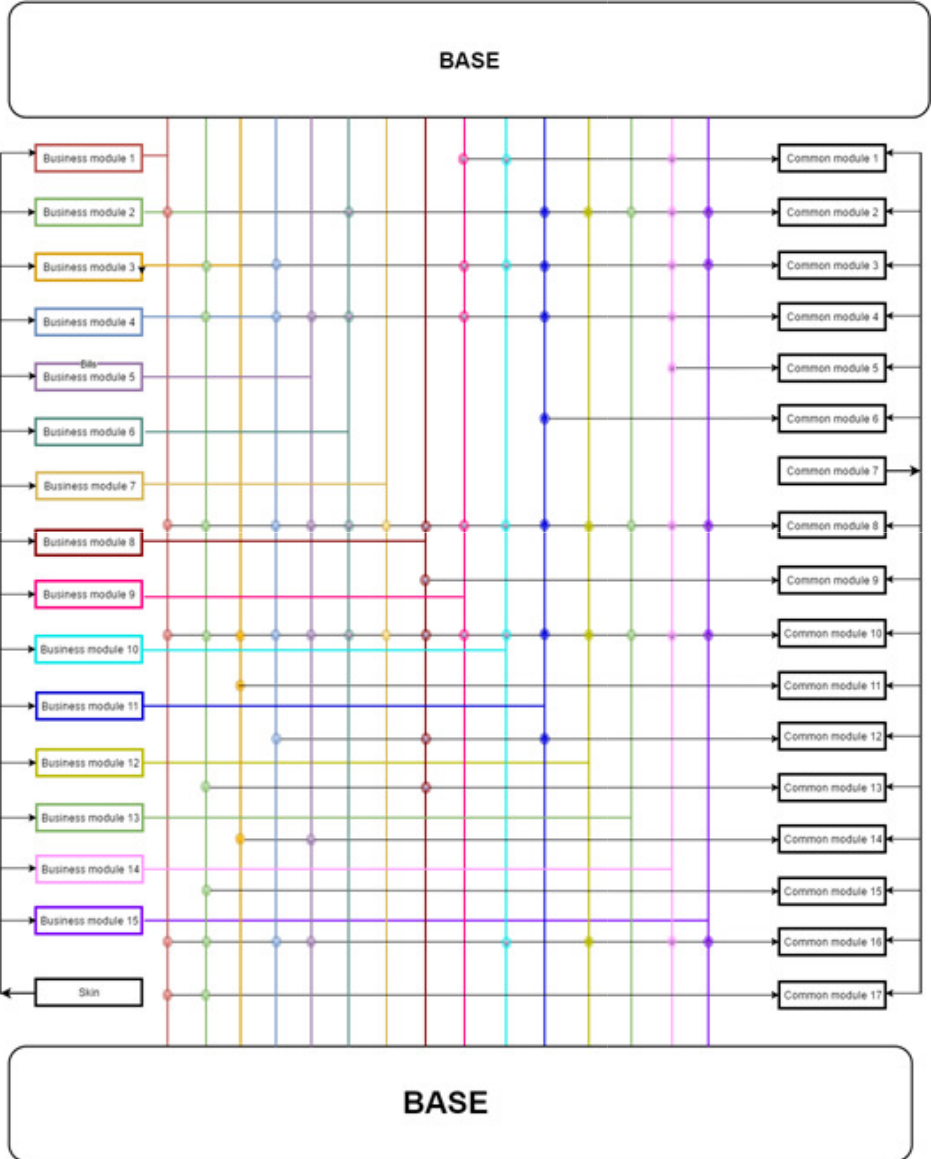 BASE
Business module 1
Common module 1
Business module 2
Common module 2
Business module 3
Common module 3
Business module 4
Common module 4
Bills
Business module 5
Common module 5
Business module 6
Common module 6
Business module 7
Common module 7
Business module 8
Common module 8
Business module 9
Common module 9
Business module 10
Common module 10
Business module 11
Common module 11
Business module 12
Common module 12
Business module 13
Common module 13
Business module 14
Common module 14
Business module 15
Common module 15
Common module 16
Skin
Common module 17
BASE